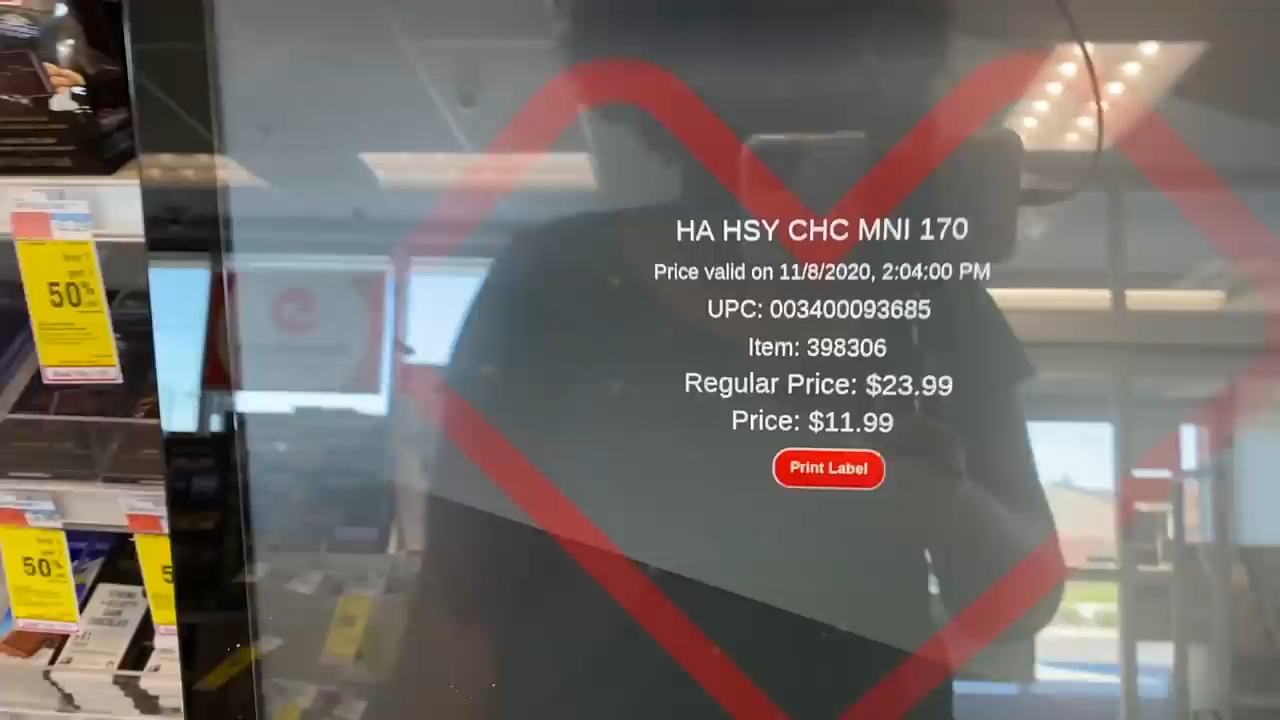 HA HSY CHC MNI 170
Price valid on 11/8/2020, 2:04:00 PM
UPC: 003400093685
Item: 398306
Regular Price: $23.99
Price: $11.99
Print Label
50%
50%
5